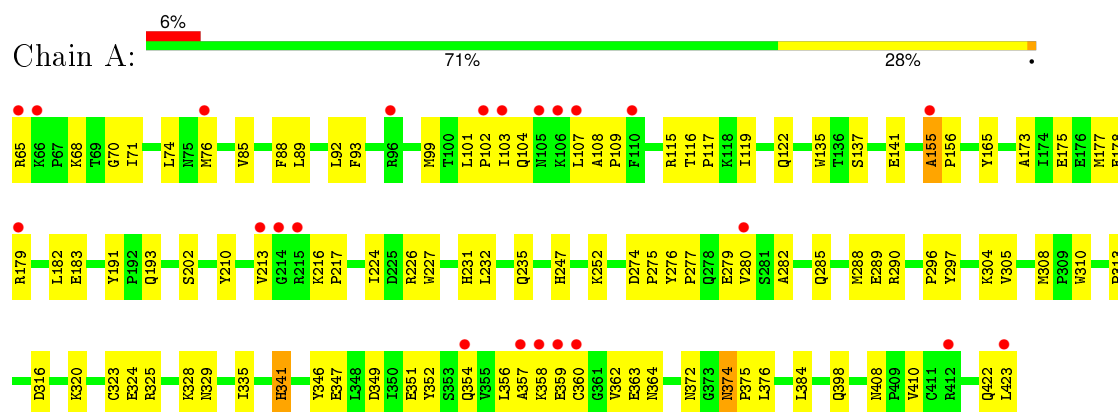 6%
Chain A:
71% 28% •
R65 K66 P67 K68 T69 G70 I71 L74 N75 M76 V85 F88 L89 L92 F93 R96 M99 T100 L101 P102 I103 Q104 N105 K106 L107 A108 P109 F110 R115 T116 P117 K118 I119 Q122 W135 T136 S137 E141 A155 P156 Y165 A173 I174 E175 E176 M177
R179 L182 E183 Y191 P192 Q193 S202 Y210 V213 G214 R215 K216 P217 I224 D225 R226 W227 H231 L232 Q235 H247 K252 D274 P275 Y276 P277 Q278 E279 V280 S281 A282 Q285 M288 E289 R290 P296 Y297 K304 V305 M308 P309 W310
D316 K320 C323 E324 R325 K328 N329 I335 H341 Y346 E347 L348 D349 I350 E351 Y352 S353 Q354 V355 L356 A357 K358 E359 C360 G361 V362 E363 N364 N372 G373 N374 P375 L376 L384 Q398 N408 P409 V410 C411 R412 Q422 L423